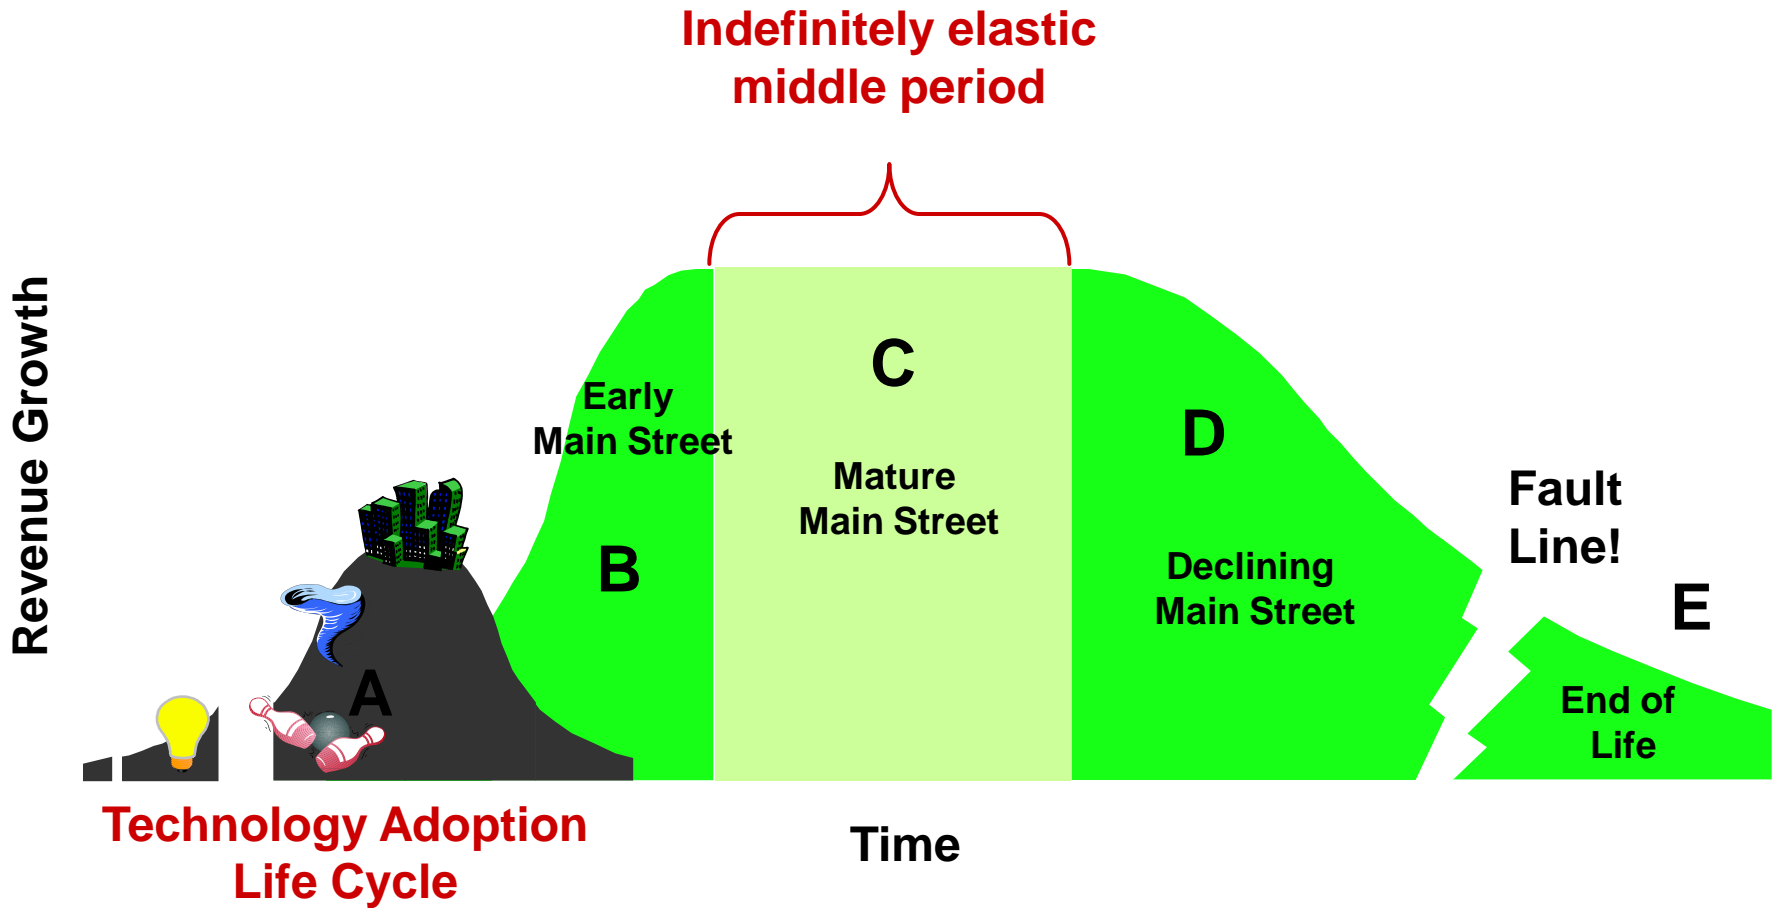 Indefinitely elastic
middle period
Revenue Growth
C
Early
Main Street
D
Mature
Main Street
Fault
Line!
B
Declining
Main Street
E
A
End of
Life
Technology Adoption
Life Cycle
Time